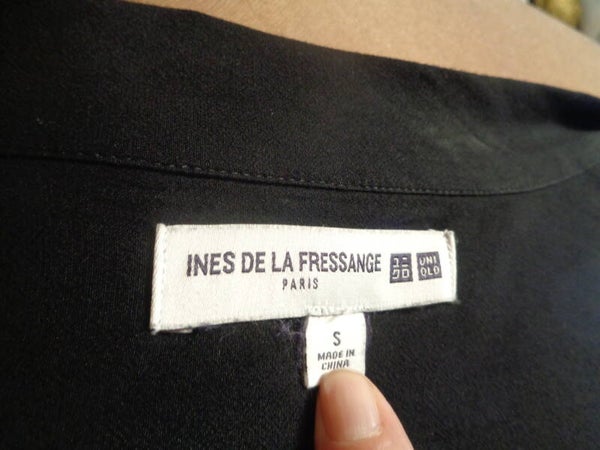 INES DE LA FRESSANGE
PARIS
ユニ
クロ
UNI
QLO
S
MADE IN
CHINA